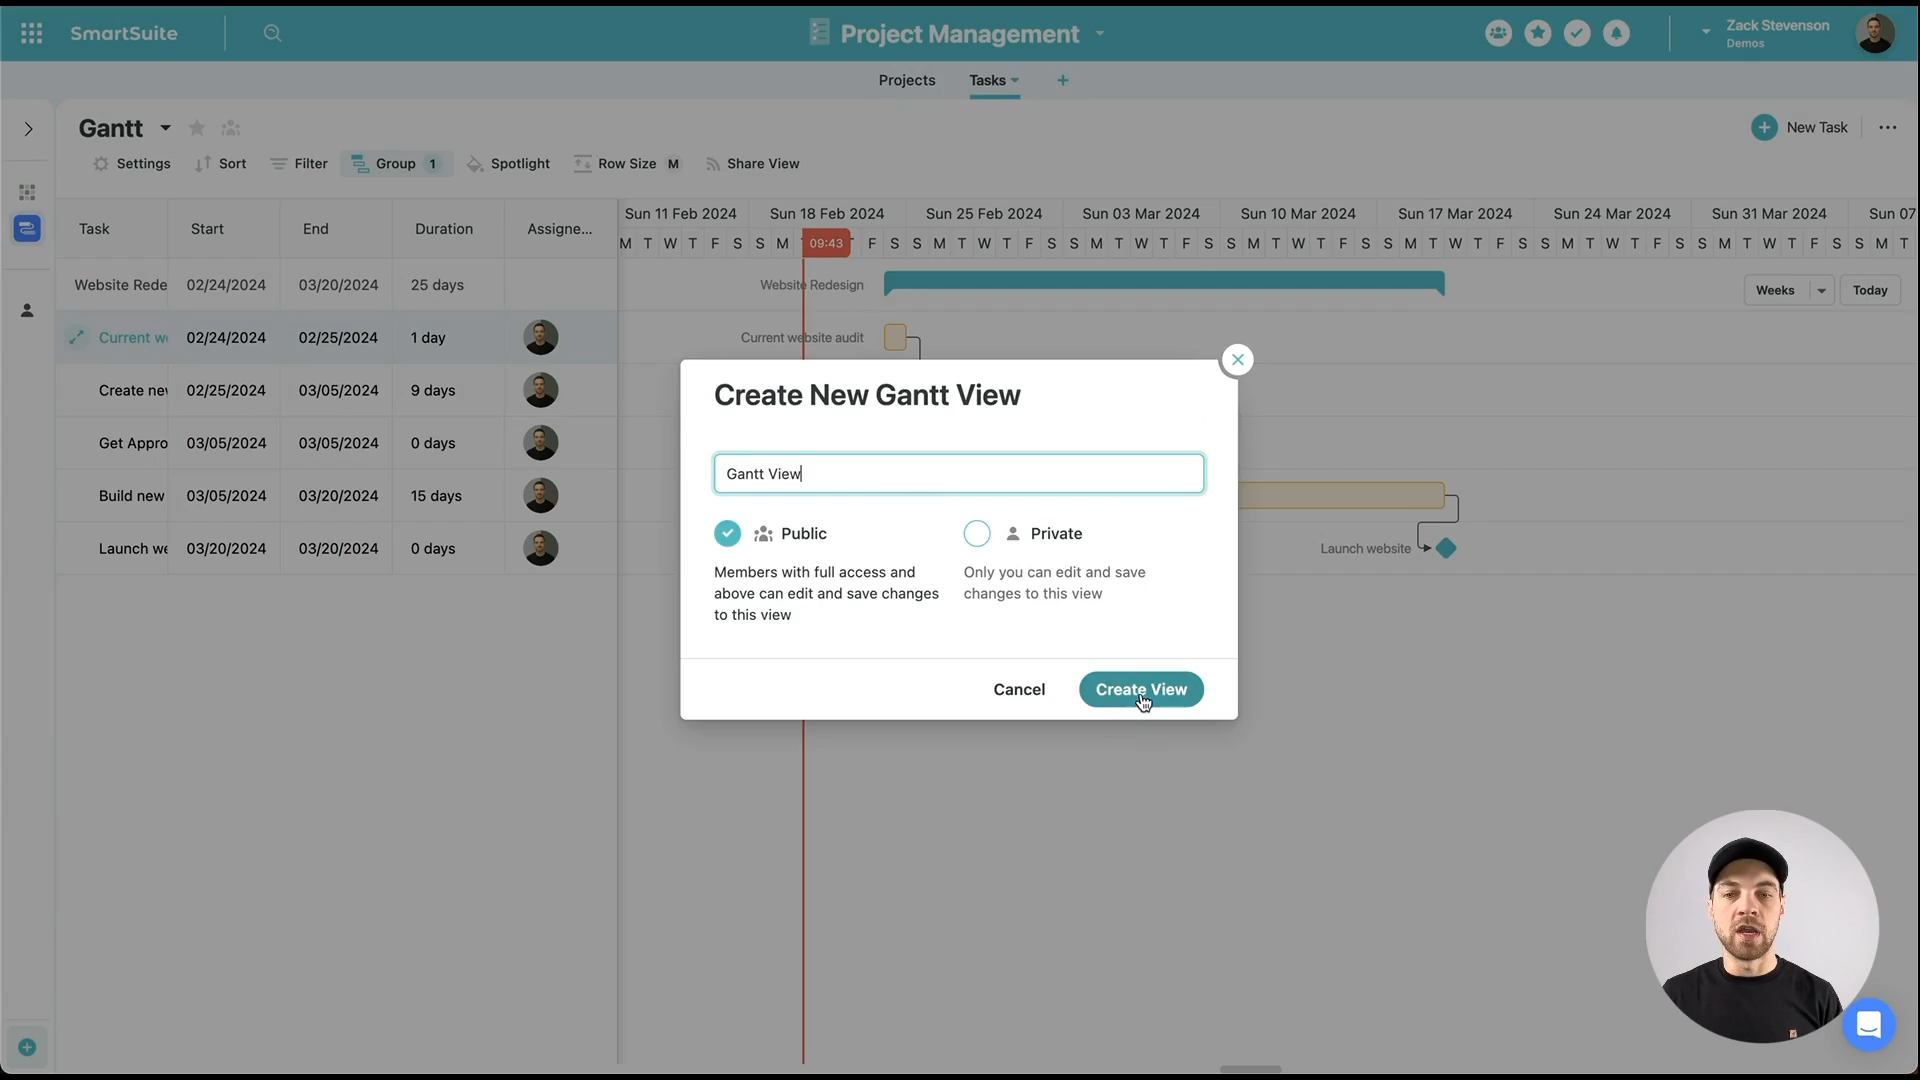 SmartSuite
Project Management
Zack Stevenson
Demos
Projects
Tasks
Gantt
New Task
Settings
Sort
Filter
Group 1
Spotlight
Row Size M
Share View
Task Start End Duration Assigne...
Sun 11 Feb 2024 Sun 18 Feb 2024 Sun 25 Feb 2024 Sun 03 Mar 2024 Sun 10 Mar 2024 Sun 17 Mar 2024 Sun 24 Mar 2024 Sun 31 Mar 2024 Sun 07
M T W T F S S M 09:43 F S S M T W T F S S M T W T F S S M T W T F S S M T W T F S S M T W T F S S M T W T F S S M T
Website Rede 02/24/2024 03/20/2024 25 days
Website Redesign
Weeks
Today
Current w 02/24/2024 02/25/2024 1 day
Current website audit
Create ne 02/25/2024 03/05/2024 9 days
Get Appro 03/05/2024 03/05/2024 0 days
Build new 03/05/2024 03/20/2024 15 days
Launch we 03/20/2024 03/20/2024 0 days
Launch website
Create New Gantt View
Gantt View
Public
Members with full access and
above can edit and save changes
to this view
Private
Only you can edit and save
changes to this view
Cancel
Create View